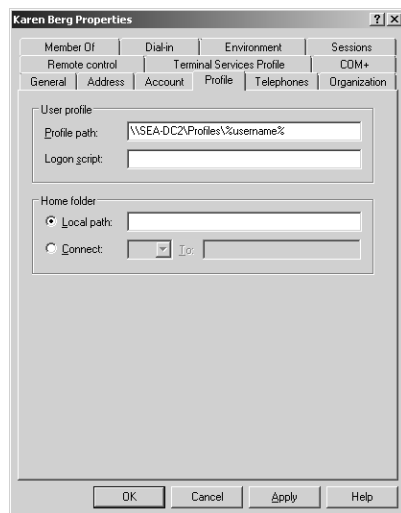 Karen Berg Properties
Member Of Dial-in Environment Sessions
Remote control Terminal Services Profile COM+
General Address Account Profile Telephones Organization
User profile
Profile path: \\SEA-DC2\Profiles\%username%
Logon script:
Home folder
Local path:
Connect: To:
OK Cancel Apply Help